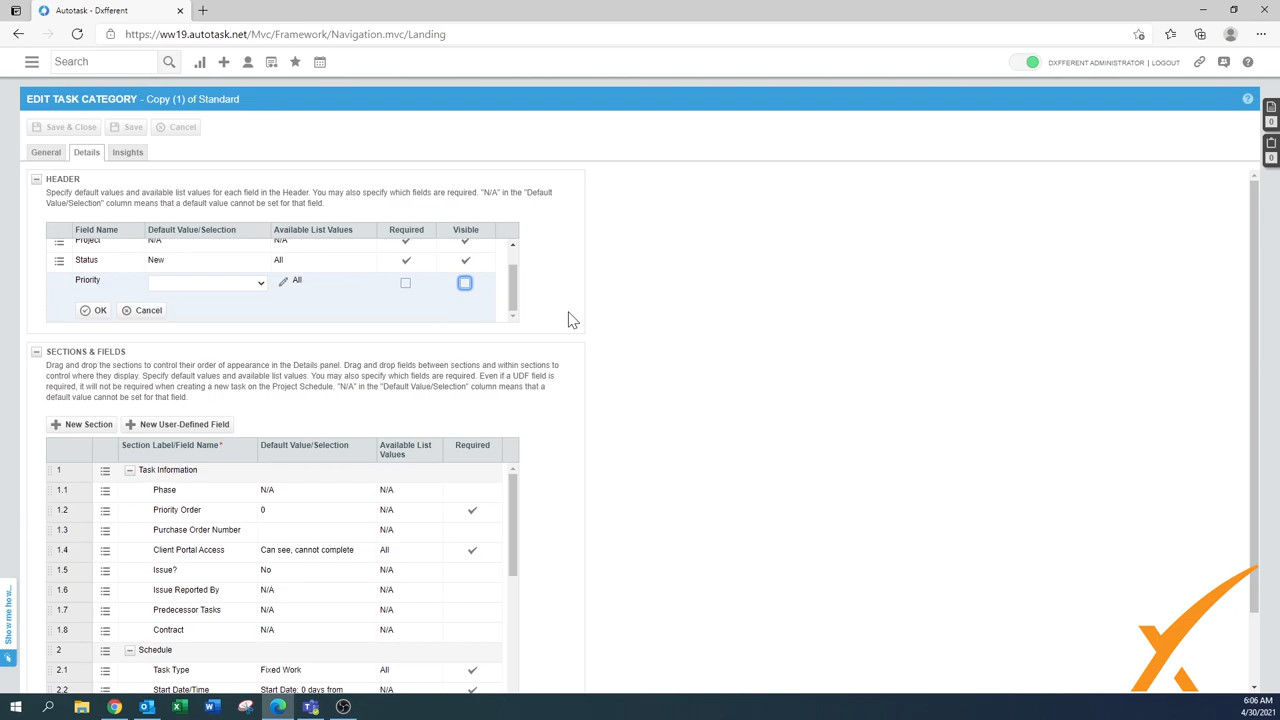 Autotask - Dxfferent
https://ww19.autotask.net/Mvc/Framework/Navigation.mvc/Landing
Search
DXFFERENT ADMINISTRATOR | LOGOUT
EDIT TASK CATEGORY - Copy (1) of Standard
Save & Close Save Cancel
General Details Insights
0
0
HEADER
Specify default values and available list values for each field in the Header. You may also specify which fields are required. "N/A" in the "Default
Value/Selection" column means that a default value cannot be set for that field.
Field Name Default Value/Selection Available List Values Required Visible
Project N/A N/A
Status New All
Priority All
OK Cancel
SECTIONS & FIELDS
Drag and drop the sections to control their order of appearance in the Details panel. Drag and drop fields between sections and within sections to
control where they display. Specify default values and available list values. You may also specify which fields are required. Even if a UDF field is
required, it will not be required when creating a new task on the Project Schedule. "N/A" in the "Default Value/Selection" column means that a
default value cannot be set for that field.
New Section New User-Defined Field
Section Label/Field Name* Default Value/Selection Available List Values Required
1 Task Information
1.1 Phase N/A N/A
1.2 Priority Order 0 N/A
1.3 Purchase Order Number N/A
1.4 Client Portal Access Can see, cannot complete All
1.5 Issue? No N/A
1.6 Issue Reported By N/A N/A
1.7 Predecessor Tasks N/A N/A
1.8 Contract N/A N/A
2 Schedule
2.1 Task Type Fixed Work All
2.2 Start Date/Time Start Date: 0 days from N/A
Show me how...
6:06 AM
4/30/2021